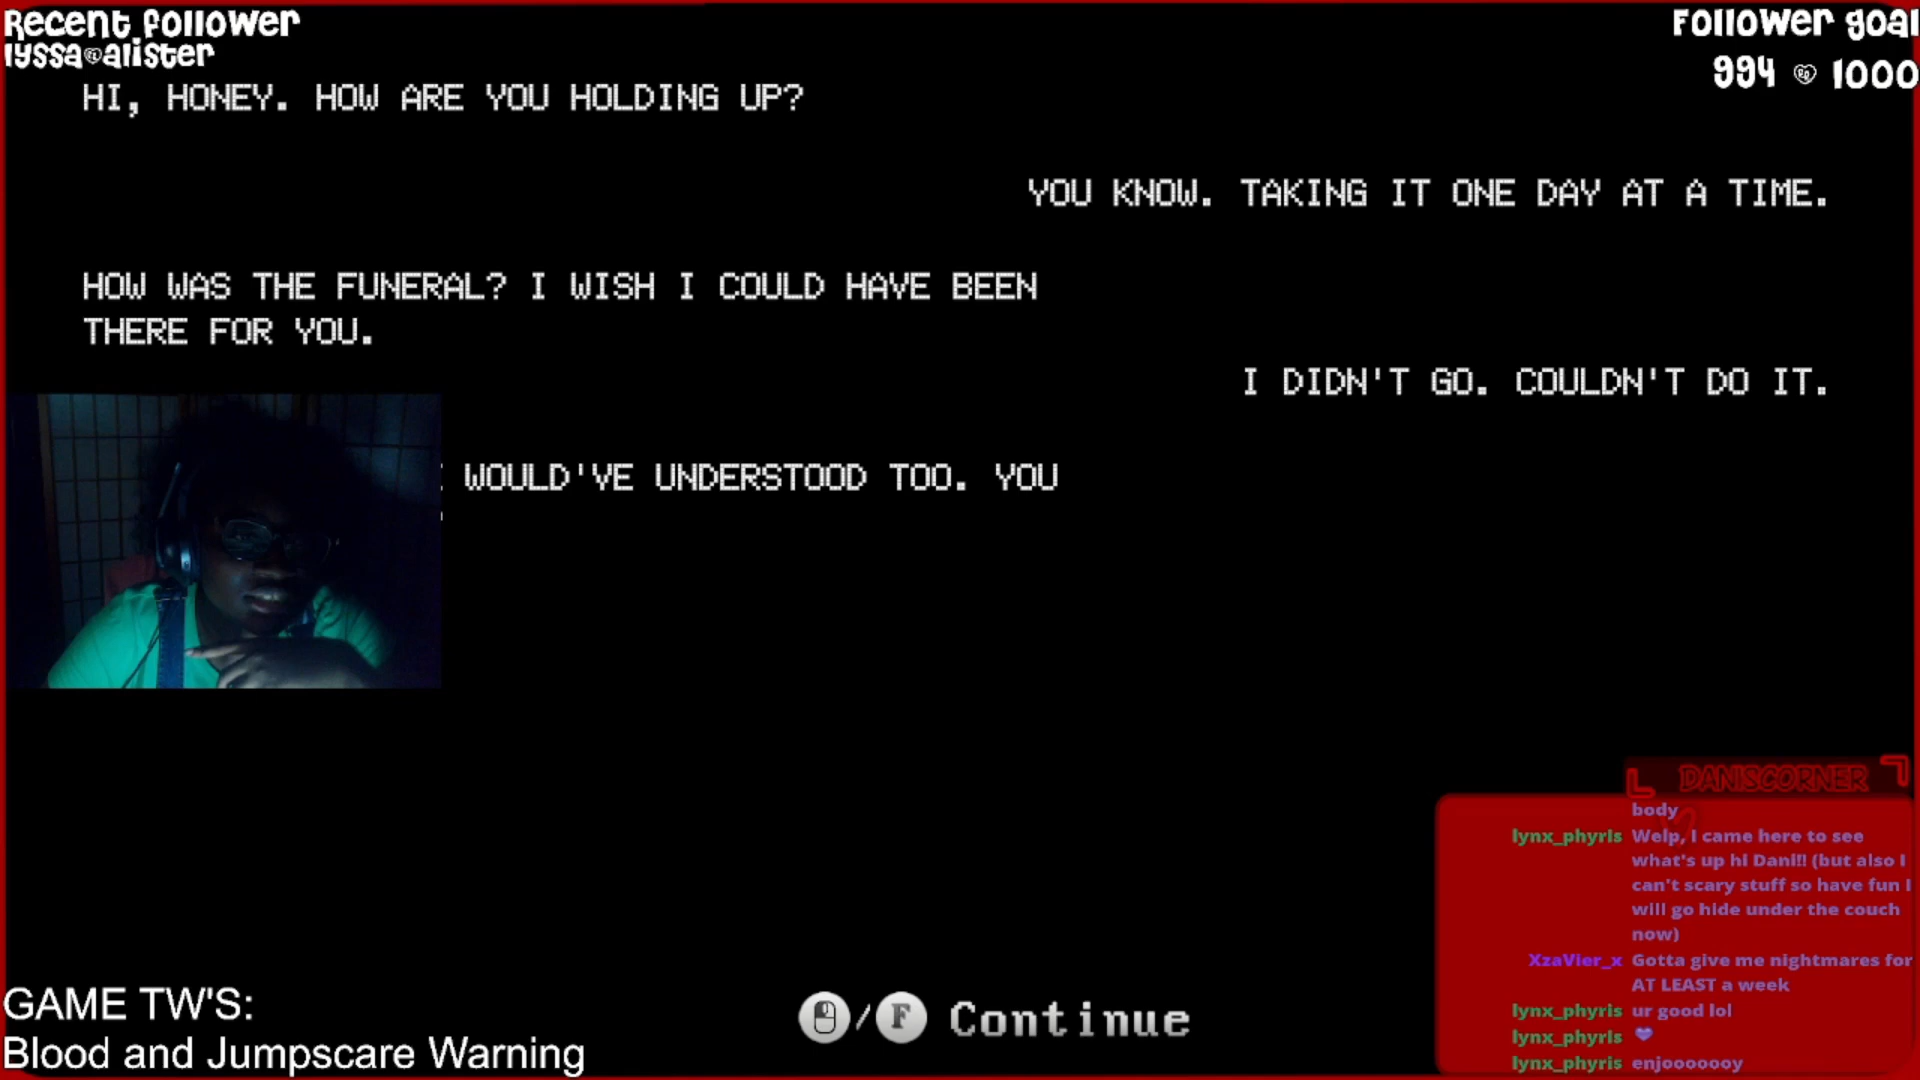 Recent follower
lyssa@alister
Follower goal
994 1000
HI, HONEY. HOW ARE YOU HOLDING UP?
YOU KNOW. TAKING IT ONE DAY AT A TIME.
HOW WAS THE FUNERAL? I WISH I COULD HAVE BEEN
THERE FOR YOU.
I DIDN'T GO. COULDN'T DO IT.
WOULD'VE UNDERSTOOD TOO. YOU
DANISCORNER
body
lynx_phyris Welp, I came here to see
what's up hi Dani!! (but also I
can't scary stuff so have fun I
will go hide under the couch
now)
XzaVier_x Gotta give me nightmares for
AT LEAST a week
lynx_phyris ur good lol
lynx_phyris
lynx_phyris enjooooooy
GAME TW'S:
Blood and Jumpscare Warning
/ F Continue